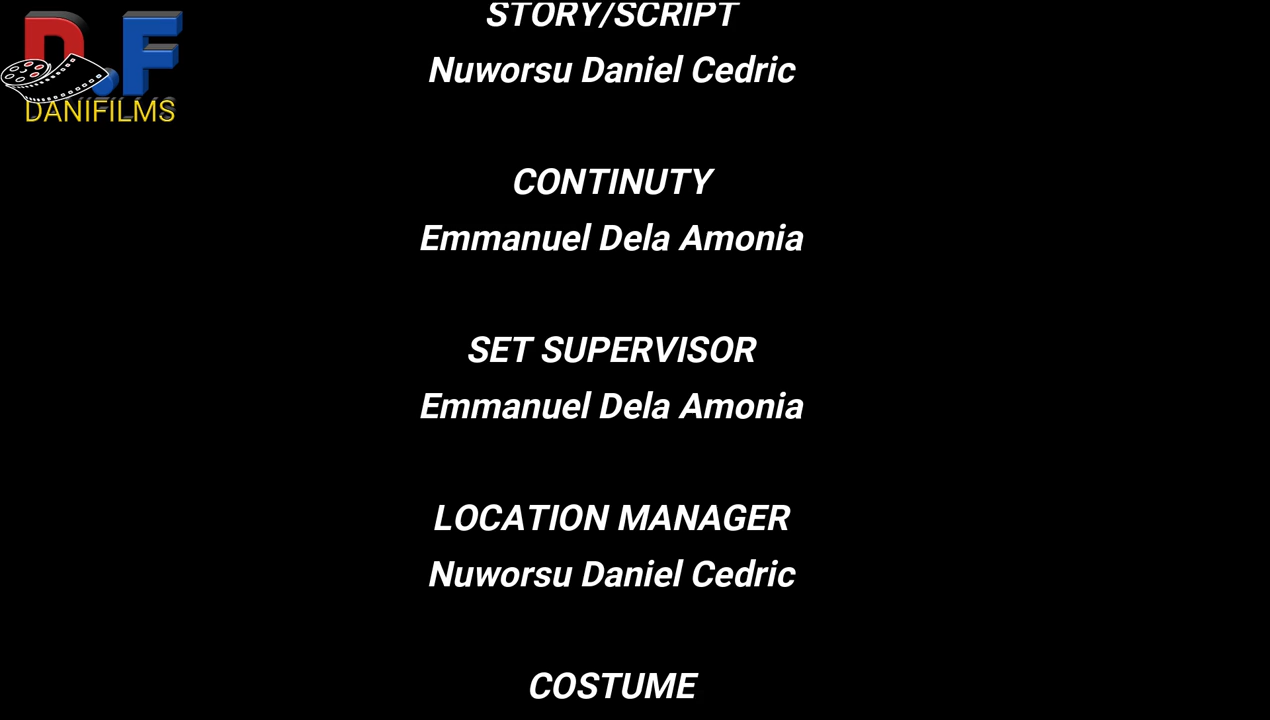 D.F
DANIFILMS
STORY/SCRIPT
Nuworsu Daniel Cedric
CONTINUTY
Emmanuel Dela Amonia
SET SUPERVISOR
Emmanuel Dela Amonia
LOCATION MANAGER
Nuworsu Daniel Cedric
COSTUME